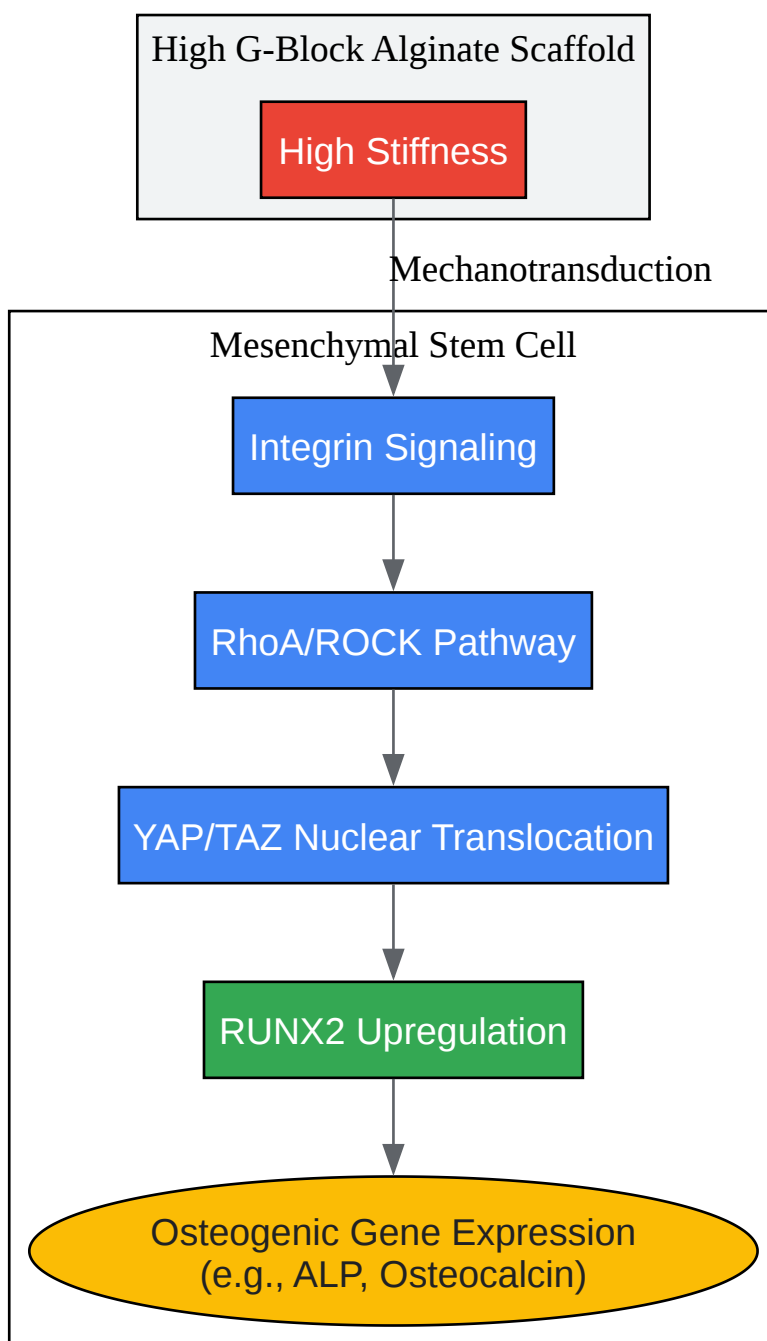 High G-Block Alginate Scaffold
High Stiffness
Mechanotransduction
Mesenchymal Stem Cell
Integrin Signaling
RhoA/ROCK Pathway
YAP/TAZ Nuclear Translocation
RUNX2 Upregulation
Osteogenic Gene Expression
(e.g., ALP, Osteocalcin)